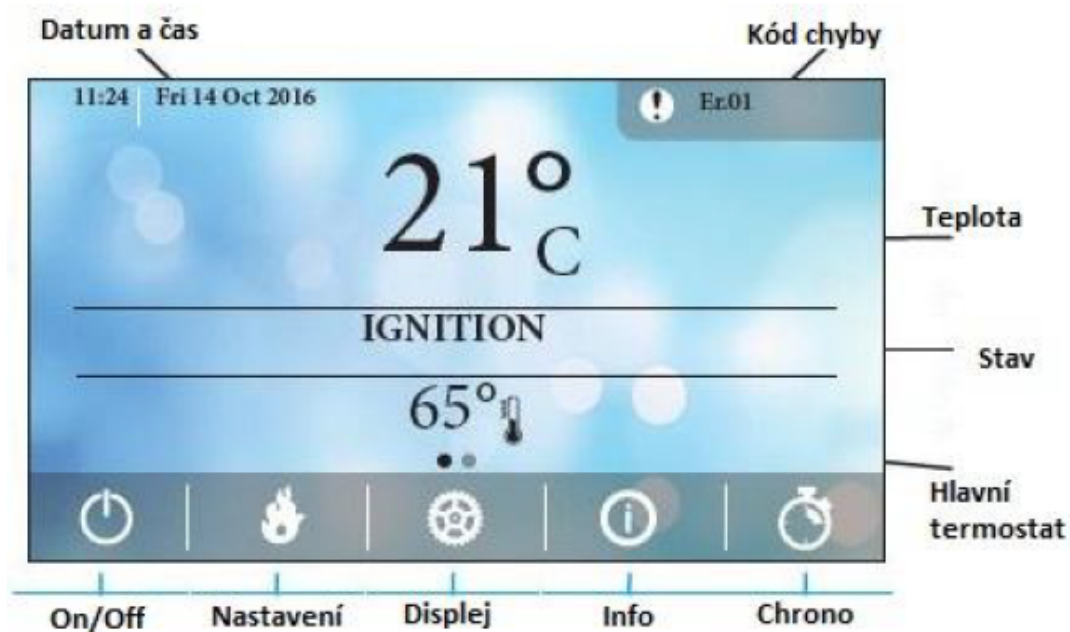 Datum a čas
Kód chyby
11:24 Fri 14 Oct 2016
! Er.01
21°
C
Teplota
IGNITION
Stav
65°
Hlavní
termostat
i
On/Off Nastavení Displej Info Chrono